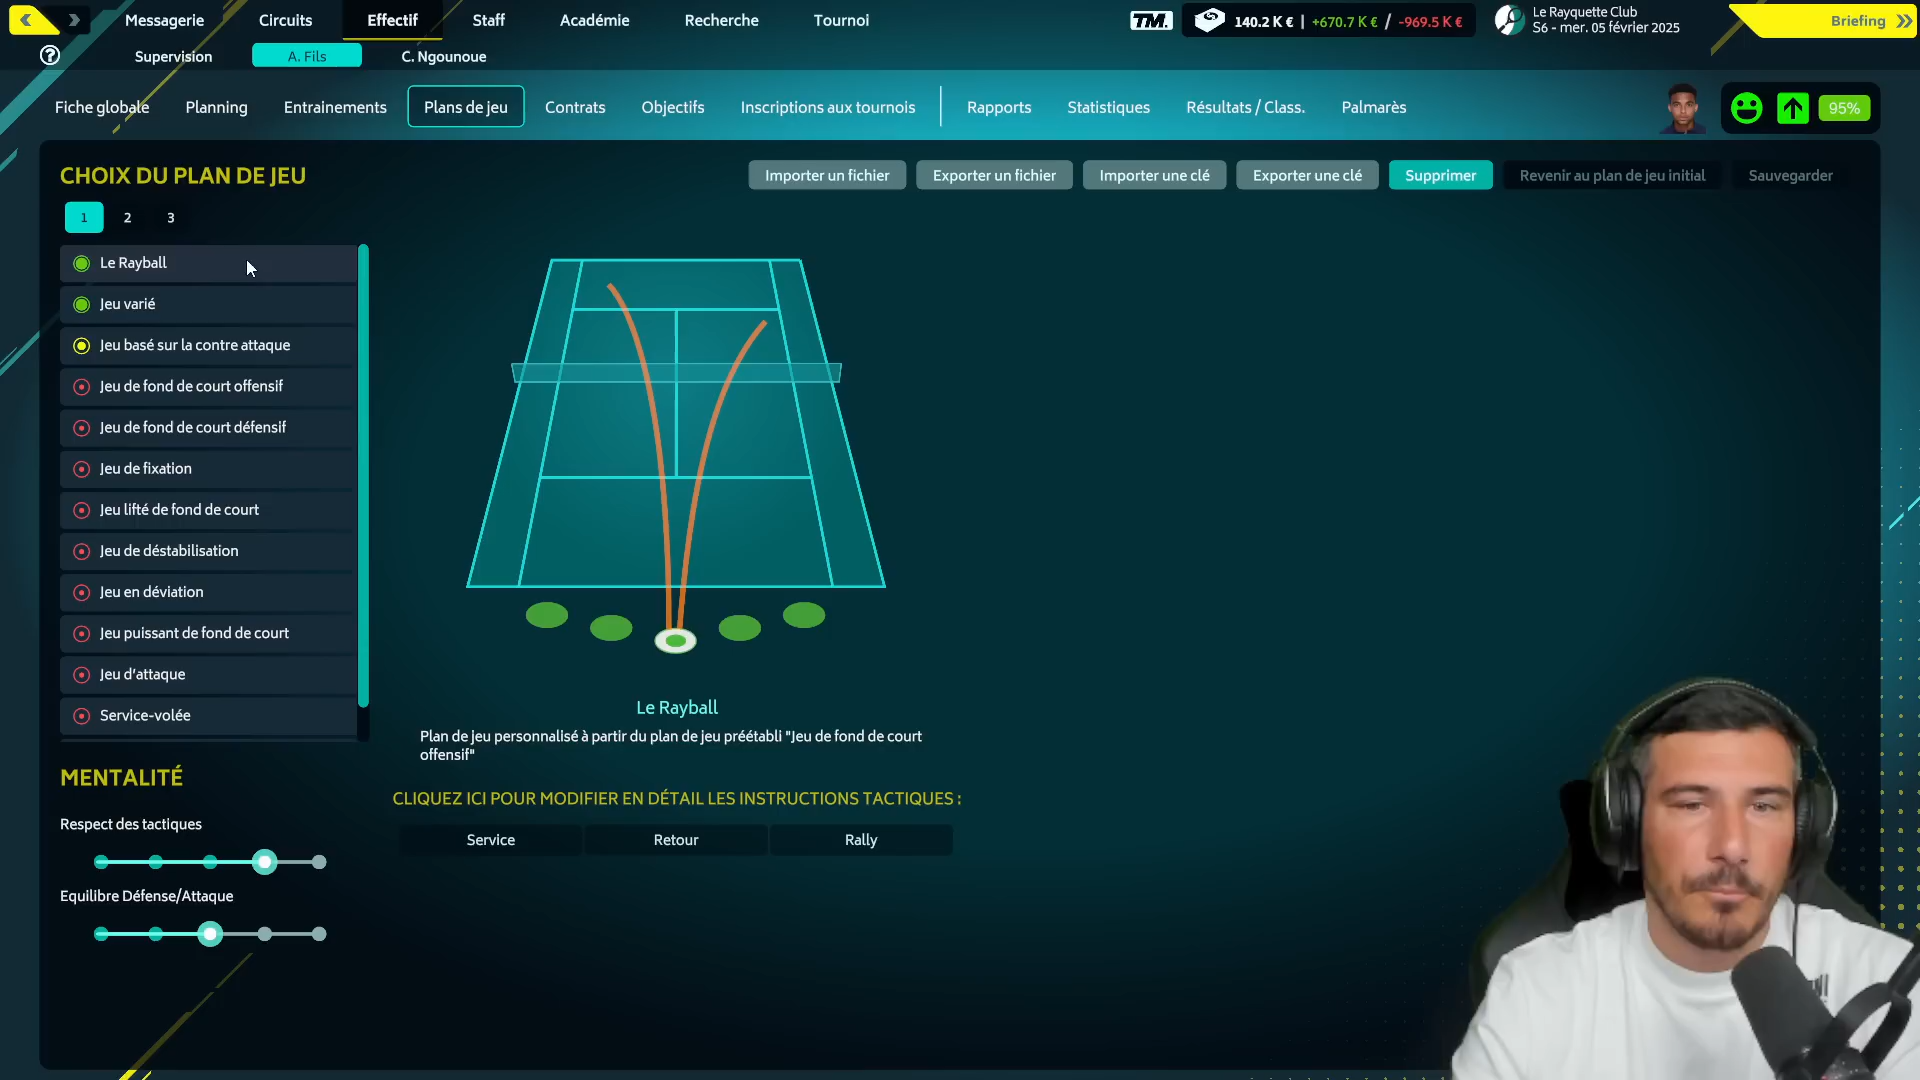 Messagerie Circuits Effectif Staff Académie Recherche Tournoi
TM. 140.2 K € | +670.7 K € / -969.5 K €
Le Rayquette Club
S6 - mer. 05 février 2025
Briefing
? Supervision A. Fils C. Ngounoue
Fiche globale Planning Entrainements Plans de jeu Contrats Objectifs Inscriptions aux tournois Rapports Statistiques Résultats / Class. Palmarès 95%
CHOIX DU PLAN DE JEU
Importer un fichier Exporter un fichier Importer une clé Exporter une clé Supprimer Revenir au plan de jeu initial Sauvegarder
1 2 3
Le Rayball
Jeu varié
Jeu basé sur la contre attaque
Jeu de fond de court offensif
Jeu de fond de court défensif
Jeu de fixation
Jeu lifté de fond de court
Jeu de déstabilisation
Jeu en déviation
Jeu puissant de fond de court
Jeu d'attaque
Service-volée
Le Rayball
Plan de jeu personnalisé à partir du plan de jeu préétabli "Jeu de fond de court
offensif"
CLIQUEZ ICI POUR MODIFIER EN DÉTAIL LES INSTRUCTIONS TACTIQUES :
Service Retour Rally
MENTALITÉ
Respect des tactiques
Equilibre Défense/Attaque